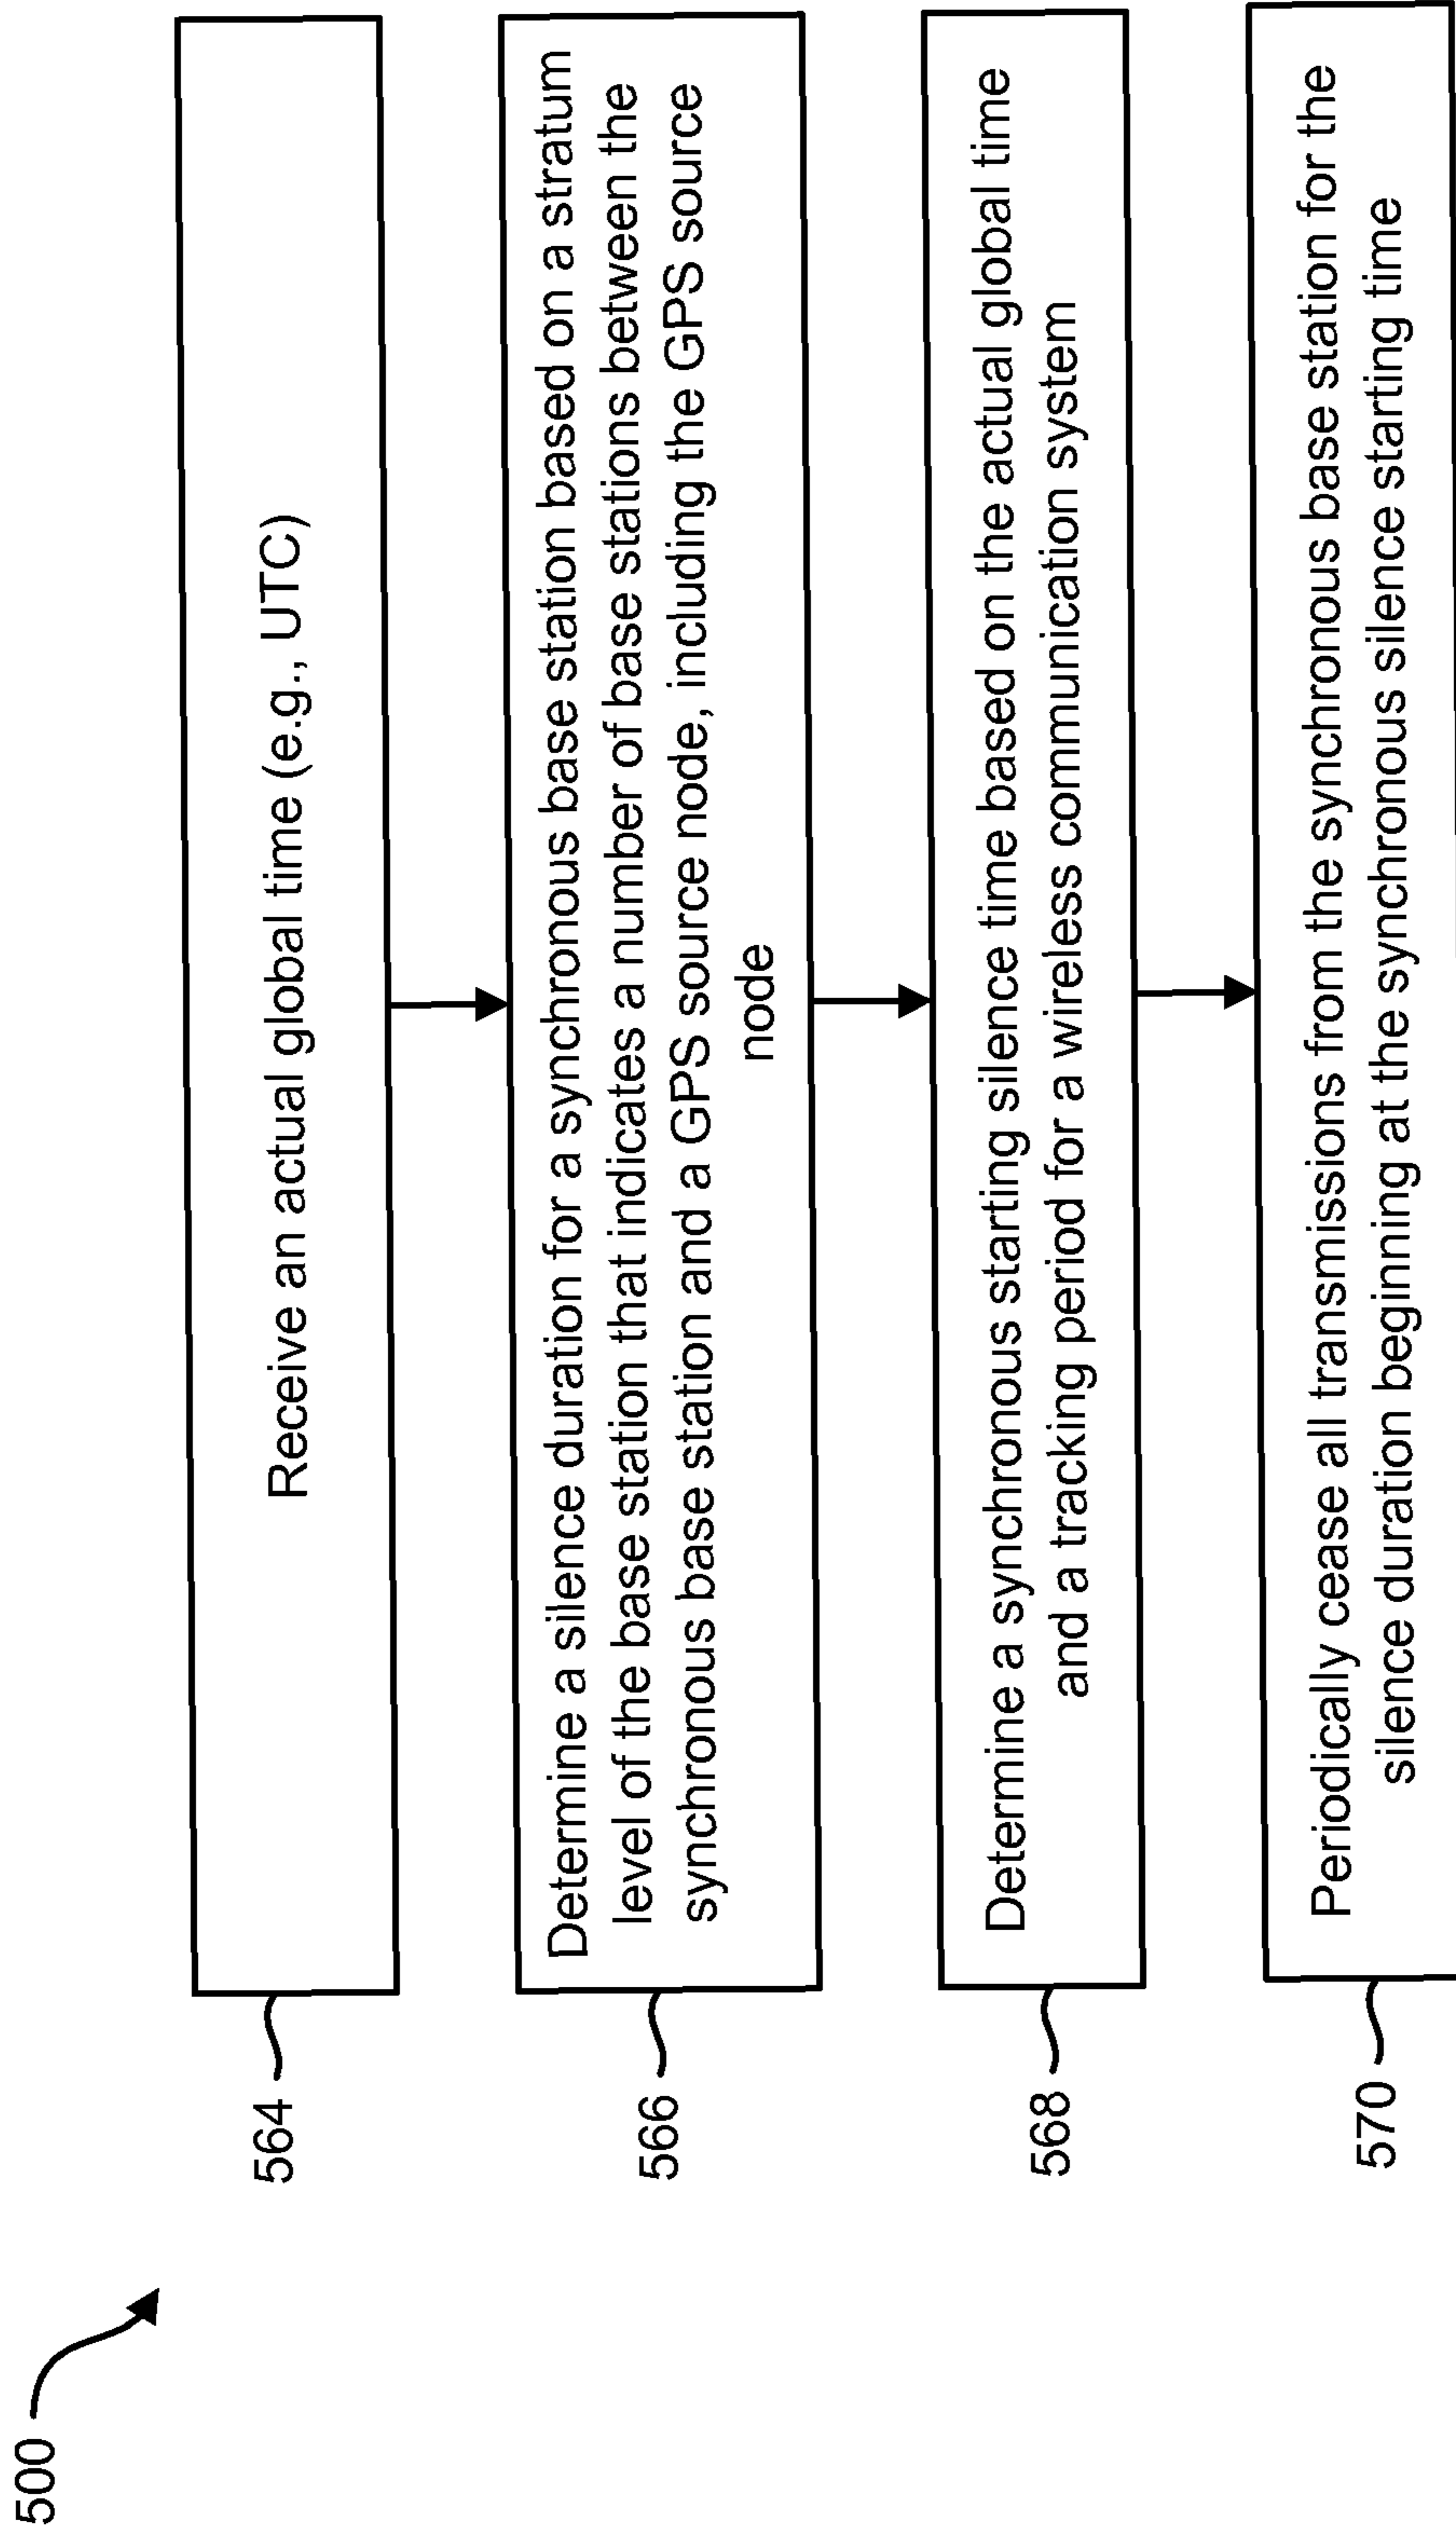 500
564
Receive an actual global time (e.g., UTC)
566
Determine a silence duration for a synchronous base station based on a stratum
level of the base station that indicates a number of base stations between the
synchronous base station and a GPS source node, including the GPS source
node
568
Determine a synchronous starting silence time based on the actual global time
and a tracking period for a wireless communication system
570
Periodically cease all transmissions from the synchronous base station for the
silence duration beginning at the synchronous silence starting time